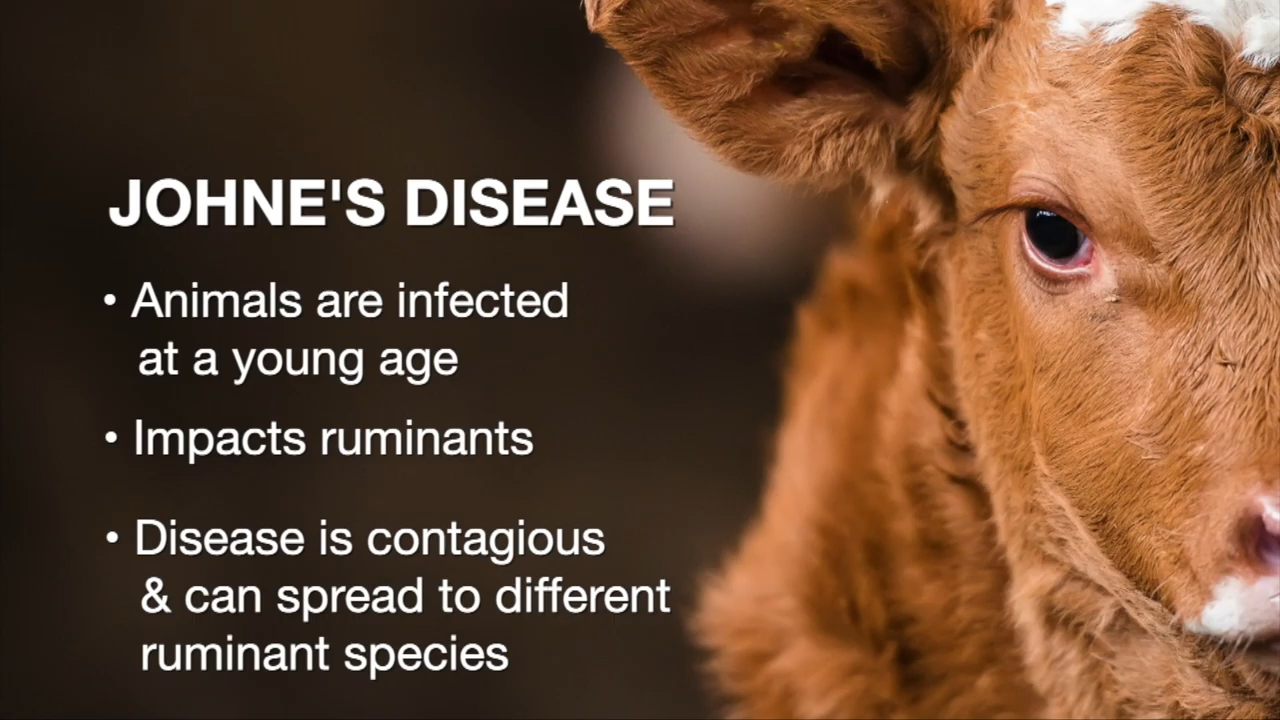 JOHNE'S DISEASE
• Animals are infected
at a young age
• Impacts ruminants
• Disease is contagious
& can spread to different
ruminant species